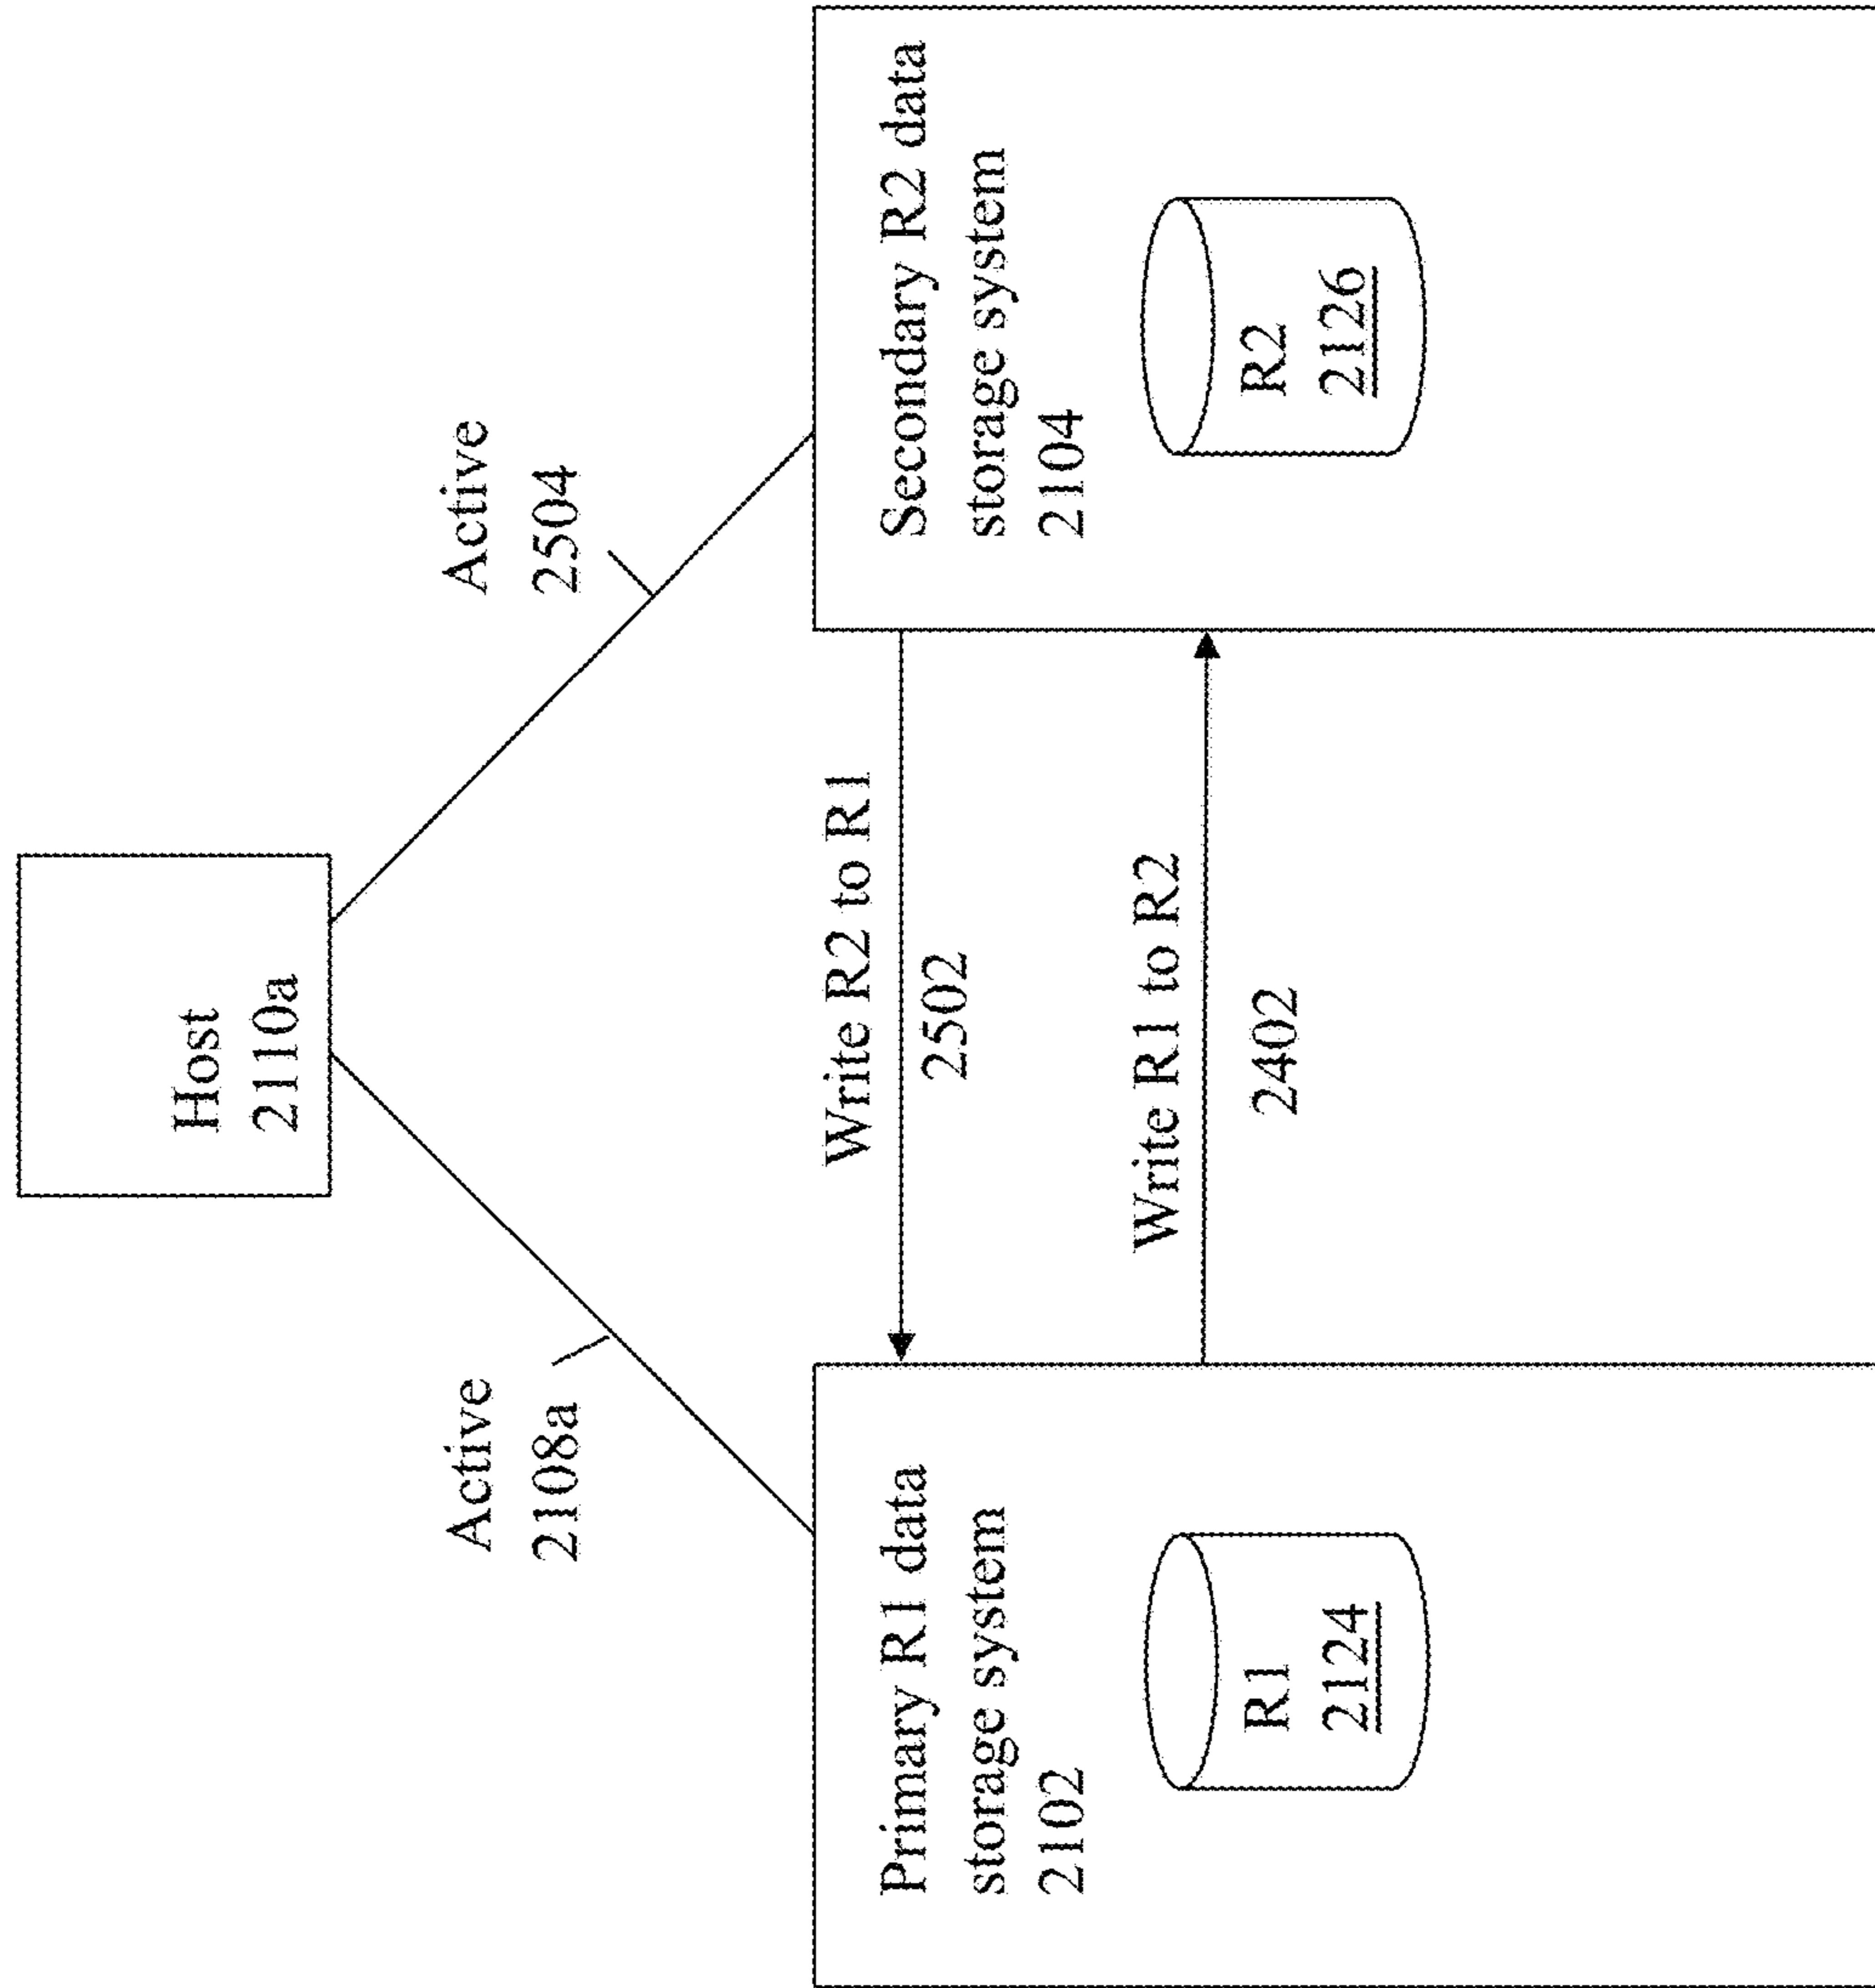 Host
2110a
Active
2108a
Active
2504
Write R2 to R1
2502
Write R1 to R2
2402
Primary R1 data
storage system
2102
R1
2124
Secondary R2 data
storage system
2104
R2
2126